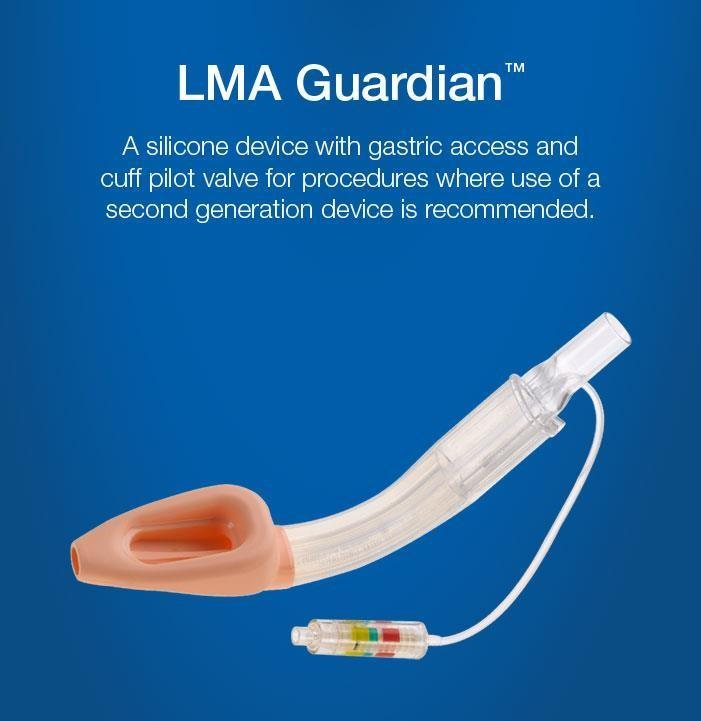 LMA Guardian™
A silicone device with gastric access and
cuff pilot valve for procedures where use of a
second generation device is recommended.